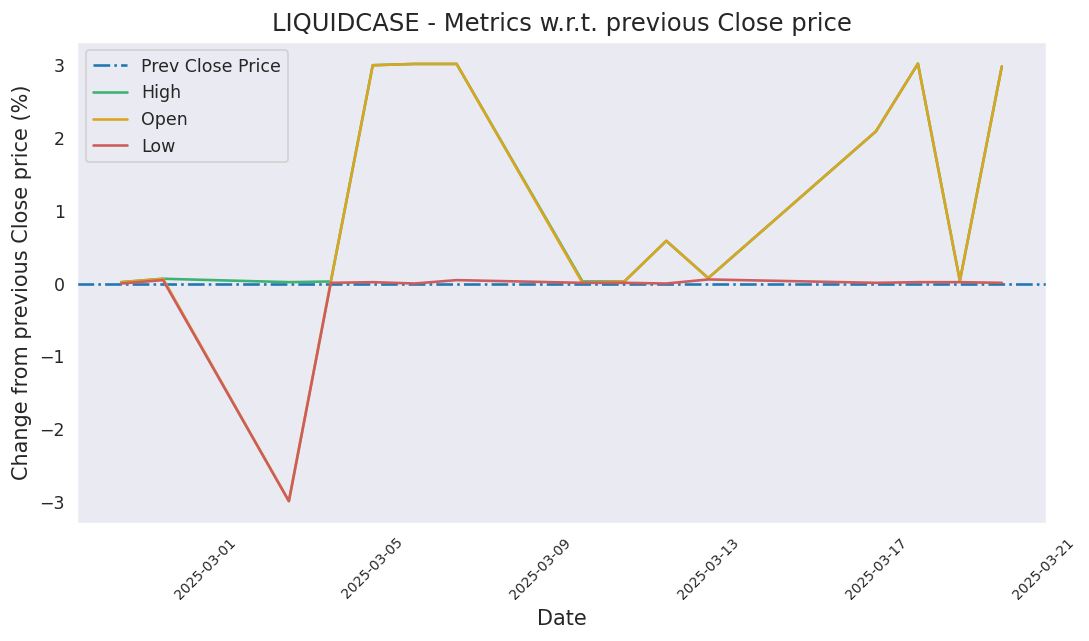 LIQUIDCASE - Metrics w.r.t. previous Close price
Prev Close Price
High
Open
Low
Change from previous Close price (%)
3
2
1
0
−1
−2
−3
2025-03-01
2025-03-05
2025-03-09
2025-03-13
2025-03-17
2025-03-21
Date